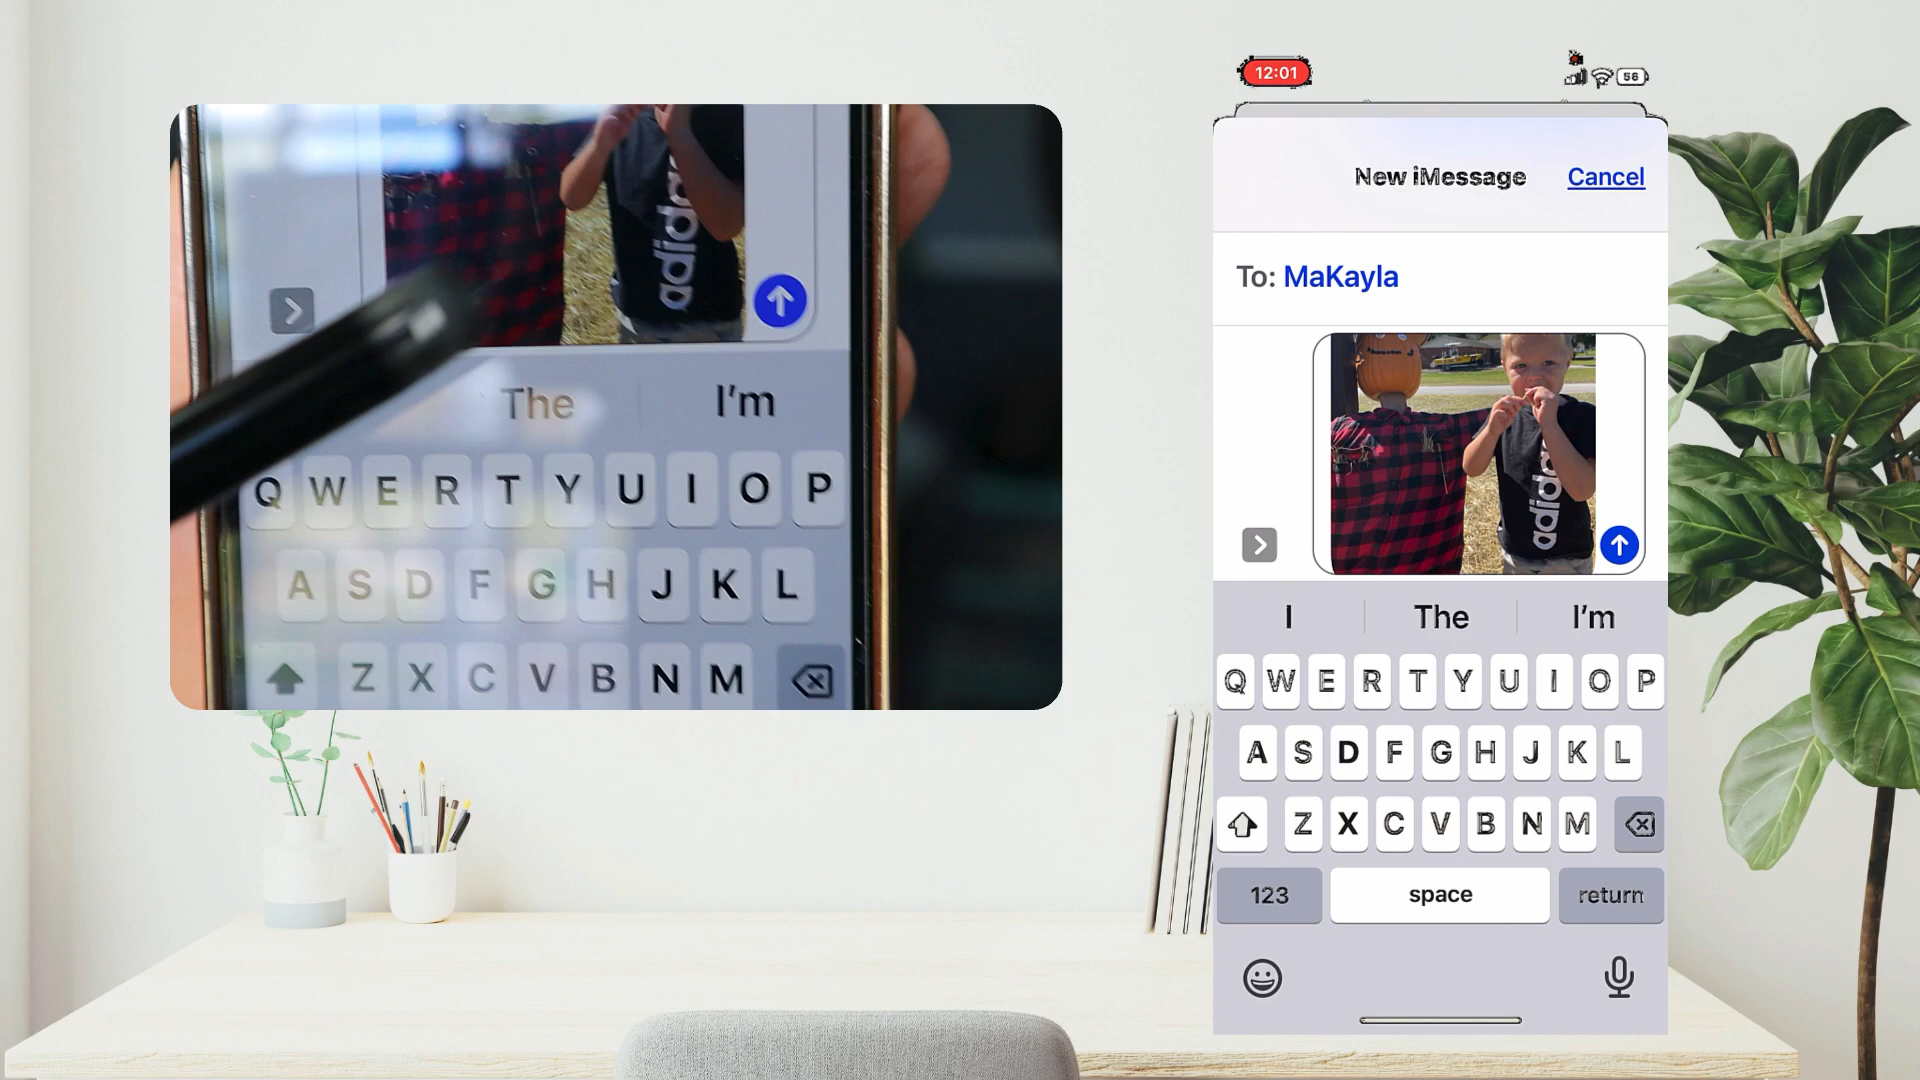 adidas
The I'm
Q W E R T Y U I O P
A S D F G H J K L
Z X C V B N M
12:01
56
New iMessage Cancel
To: MaKayla
adidas
I The I'm
Q W E R T Y U I O P
A S D F G H J K L
Z X C V B N M
123 space return